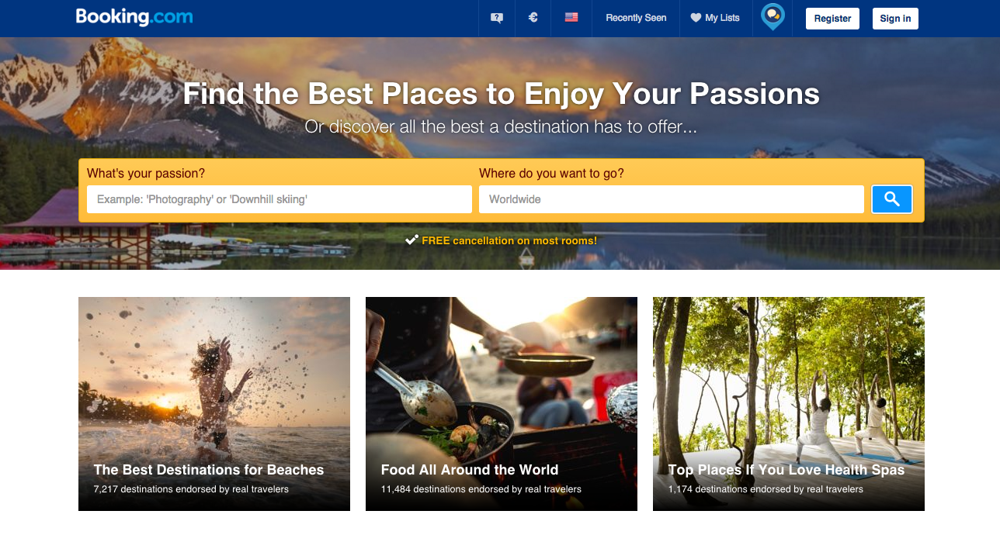 Booking.com
?
€
Recently Seen
My Lists
Register
Sign in
Find the Best Places to Enjoy Your Passions
Or discover all the best a destination has to offer...
What's your passion?
Where do you want to go?
Example: 'Photography' or 'Downhill skiing'
Worldwide
FREE cancellation on most rooms!
The Best Destinations for Beaches
7,217 destinations endorsed by real travelers
Food All Around the World
11,484 destinations endorsed by real travelers
Top Places If You Love Health Spas
1,174 destinations endorsed by real travelers